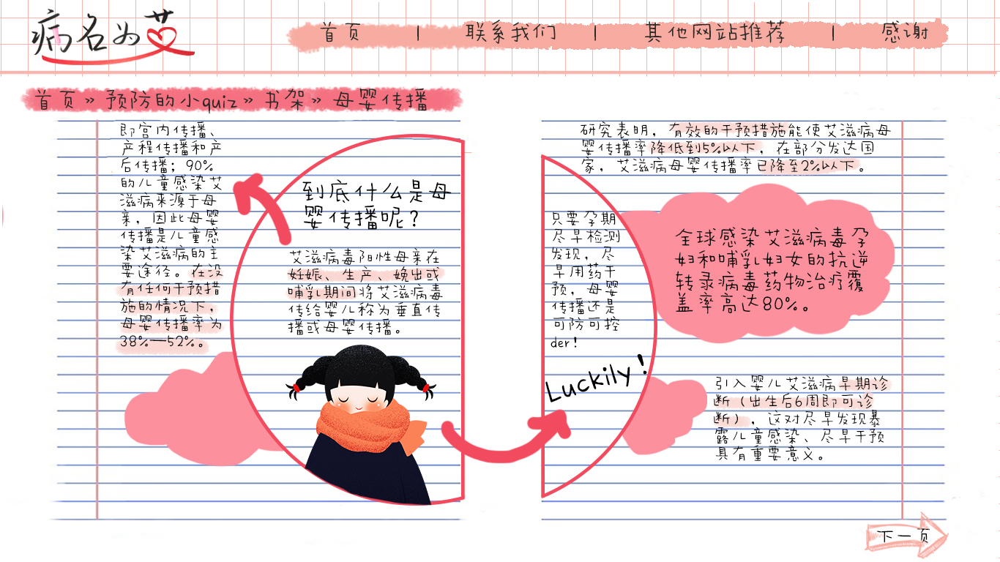 病名为艾
首页 | 联系我们 | 其他网站推荐 | 感谢
首页»预防的小quiz»书架»母婴传播
即宫内传播、
产程传播和产
后传播；90%
的儿童感染艾
滋病来源于母
亲，因此母婴
传播是儿童感
染艾滋病的主
要途径。在没
有任何干预措
施的情况下，
母婴传播率为
38%—52%。
到底什么是母
婴传播呢？
艾滋病毒阳性母亲在
妊娠、生产、娩出或
哺乳期间将艾滋病毒
传给婴儿称为垂直传
播或母婴传播。
研究表明，有效的干预措施能使艾滋病母
婴传播率降低到5%以下，在部分发达国
家，艾滋病母婴传播率已降至2%以下。
只要孕期
尽早检测
发现，尽
早用药干
预，母婴
传播还是
可防可控
der！
Luckily！
全球感染艾滋病毒孕
妇和哺乳妇女的抗逆
转录病毒药物治疗覆
盖率高达80%。
引入婴儿艾滋病早期诊
断（出生后6周即可诊
断），这对尽早发现暴
露儿童感染、尽早干预
具有重要意义。
下一页